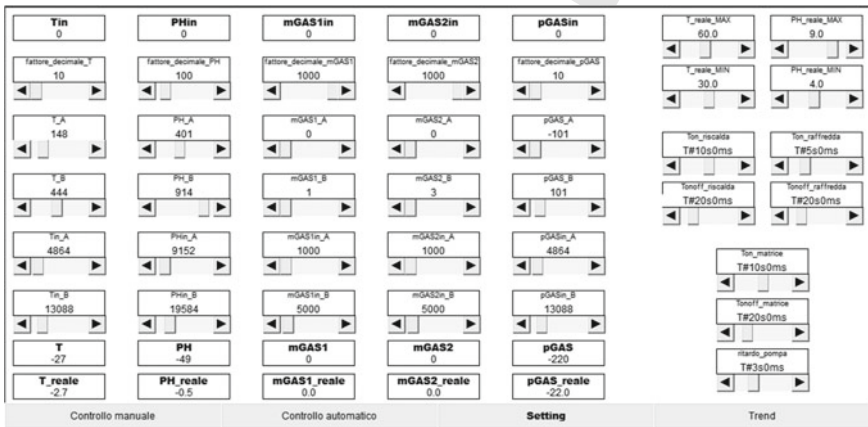 Tin
0
PHin
0
mGAS1in
0
mGAS2in
0
pGASin
0
fattore_decimale_T
10
fattore_decimale_PH
100
fattore_decimale_mGAS1
1000
fattore_decimale_mGAS2
1000
fattore_decimale_pGAS
10
T_A
148
PH_A
401
mGAS1_A
0
mGAS2_A
0
pGAS_A
-101
T_B
444
PH_B
914
mGAS1_B
1
mGAS2_B
3
pGAS_B
101
Tin_A
4864
PHin_A
9152
mGAS1in_A
1000
mGAS2in_A
1000
pGASin_A
4864
Tin_B
13088
PHin_B
19584
mGAS1in_B
5000
mGAS2in_B
5000
pGASin_B
13088
T
-27
PH
-49
mGAS1
0
mGAS2
0
pGAS
-220
T_reale
-2.7
PH_reale
-0.5
mGAS1_reale
0.0
mGAS2_reale
0.0
pGAS_reale
-22.0
T_reale_MAX
60.0
PH_reale_MAX
9.0
T_reale_MIN
30.0
PH_reale_MIN
4.0
Ton_riscalda
T#10s0ms
Ton_raffredda
T#5s0ms
Tonoff_riscalda
T#20s0ms
Tonoff_raffredda
T#20s0ms
Ton_matrice
T#10s0ms
Tonoff_matrice
T#20s0ms
ritardo_pompa
T#3s0ms
Controllo manuale
Controllo automatico
Setting
Trend